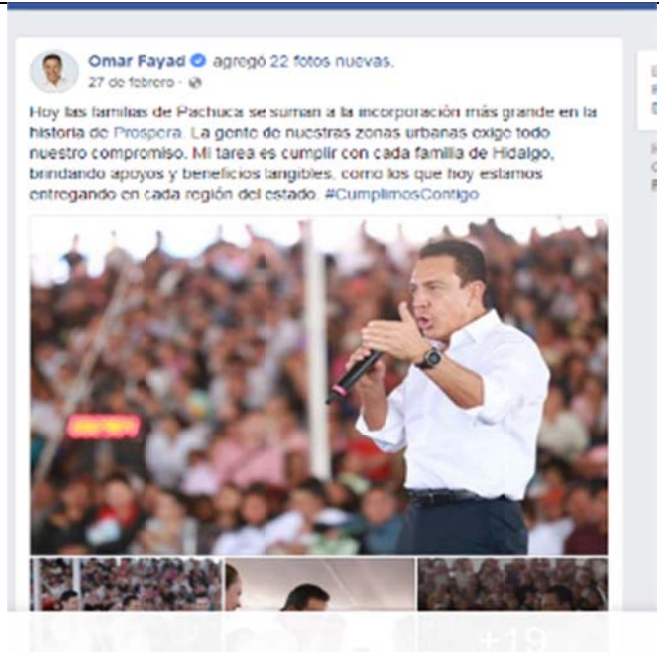 Omar Fayad agregó 22 fotos nuevas.
27 de febrero ·
Hoy las familias de Pachuca se suman a la incorporación más grande en la
historia de Prospera. La gente de nuestras zonas urbanas exige todo
nuestro compromiso. Mi tarea es cumplir con cada familia de Hidalgo,
brindando apoyos y beneficios tangibles, como los que hoy estamos
entregando en cada región del estado. #CumplimosContigo
+19